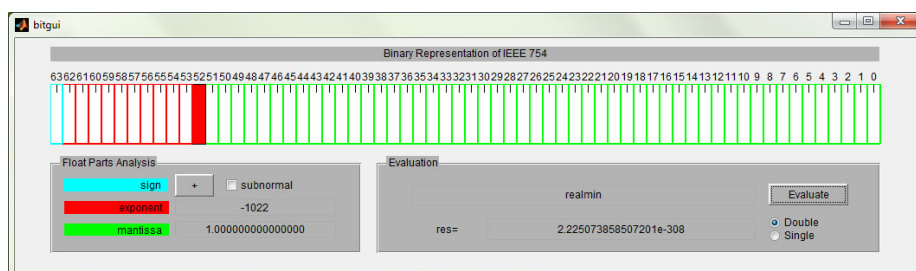 bitgui
Binary Representation of IEEE 754
63 62 61 60 59 58 57 56 55 54 53 52 51 50 49 48 47 46 45 44 43 42 41 40 39 38 37 36 35 34 33 32 31 30 29 28 27 26 25 24 23 22 21 20 19 18 17 16 15 14 13 12 11 10 9 8 7 6 5 4 3 2 1 0
Float Parts Analysis
sign + subnormal
exponent -1022
mantissa 1.000000000000000
Evaluation
realmin Evaluate
res= 2.225073858507201e-308
Double
Single